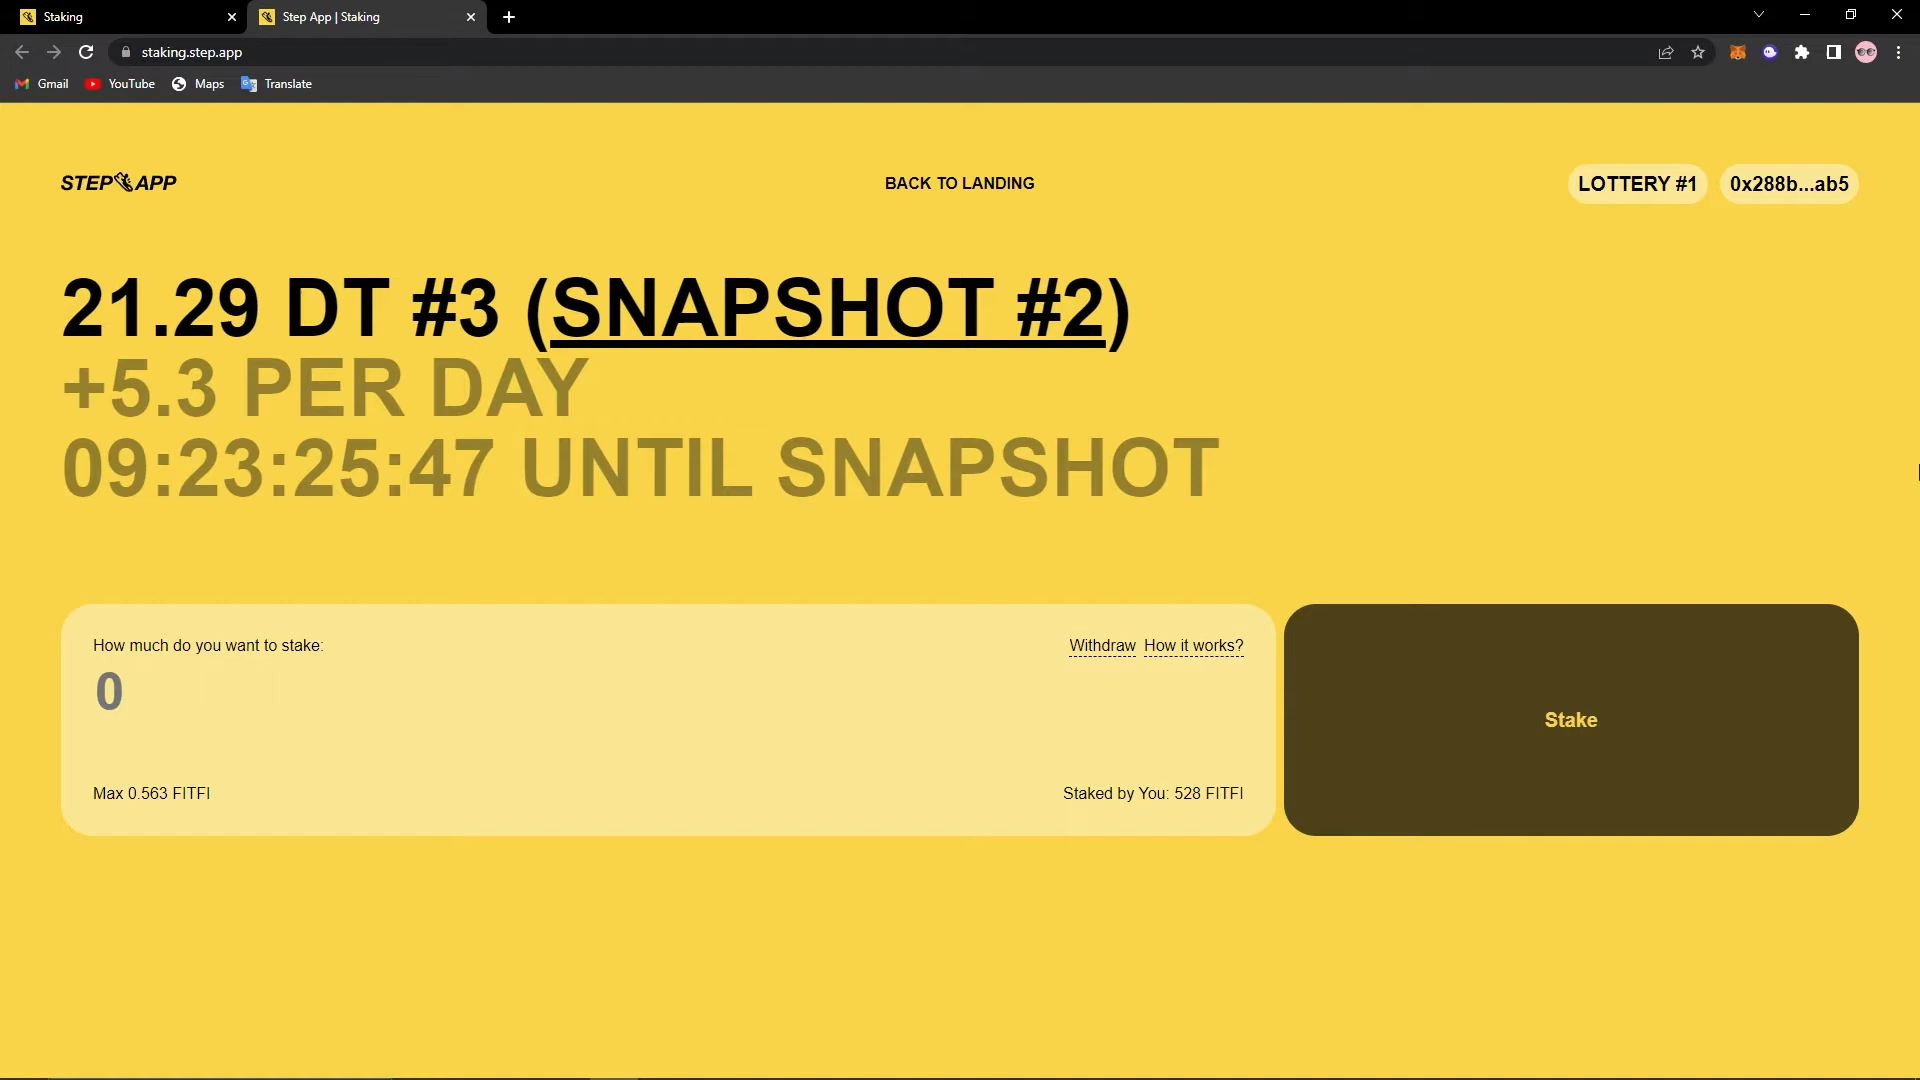 Staking
Step App | Staking
staking.step.app
Gmail
YouTube
Maps
Translate
STEP APP
BACK TO LANDING
LOTTERY #1
0x288b...ab5
21.29 DT #3 (SNAPSHOT #2)
+5.3 PER DAY
09:23:25:47 UNTIL SNAPSHOT
How much do you want to stake:
Withdraw How it works?
0
Stake
Max 0.563 FITFI
Staked by You: 528 FITFI